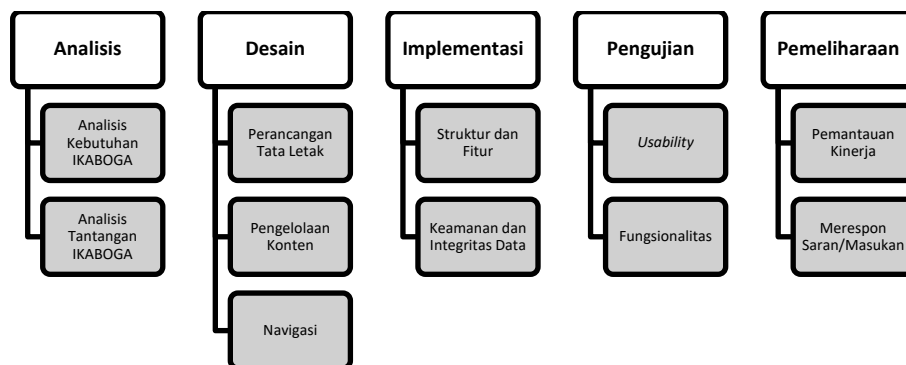 Analisis
Analisis
Kebutuhan
IKABOGA
Analisis
Tantangan
IKABOGA
Desain
Perancangan
Tata Letak
Pengelolaan
Konten
Navigasi
Implementasi
Struktur dan
Fitur
Keamanan dan
Integritas Data
Pengujian
Usability
Fungsionalitas
Pemeliharaan
Pemantauan
Kinerja
Merespon
Saran/Masukan